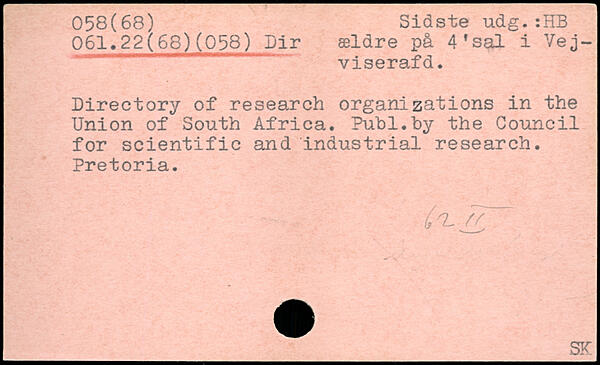 058(68) Sidste udg.:HB
061.22(68)(058) Dir ældre på 4'sal i Vej-
viserafd.
Directory of research organizations in the
Union of South Africa. Publ.by the Council
for scientific and industrial research.
Pretoria.
62 II
SK